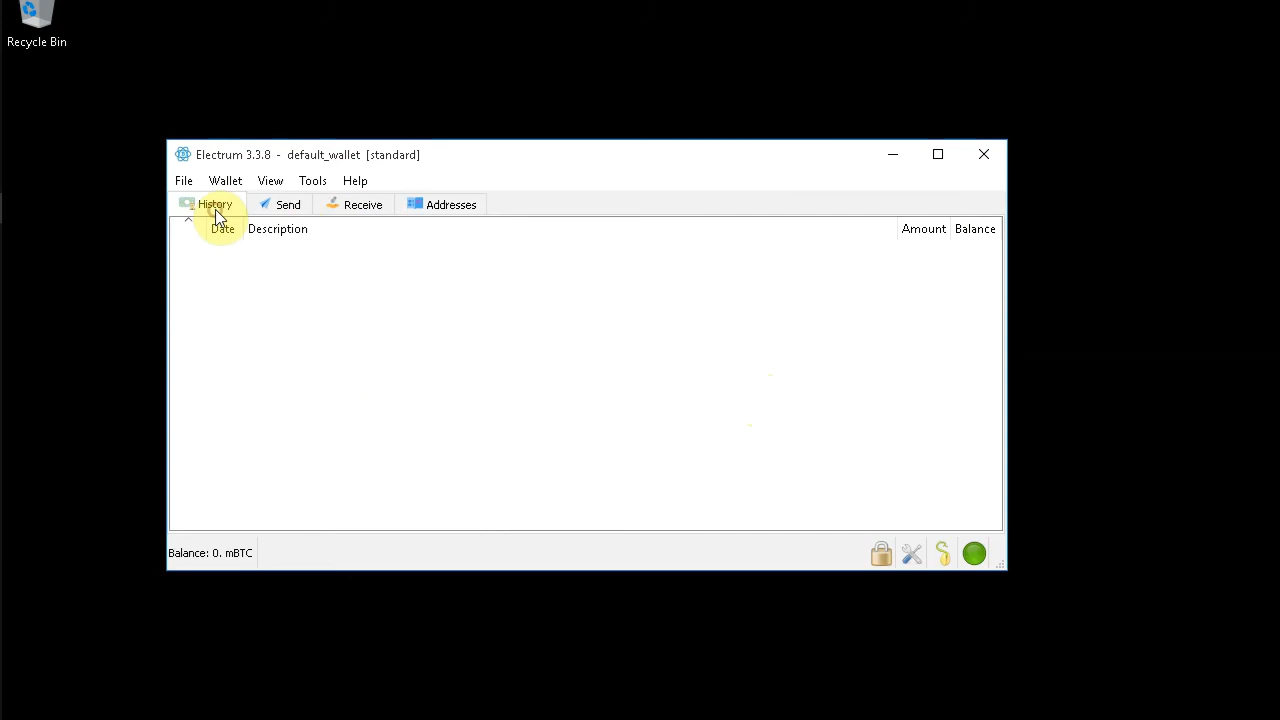 Recycle Bin
Electrum 3.3.8 - default_wallet [standard]
File Wallet View Tools Help
History Send Receive Addresses
Date Description Amount Balance
Balance: 0. mBTC